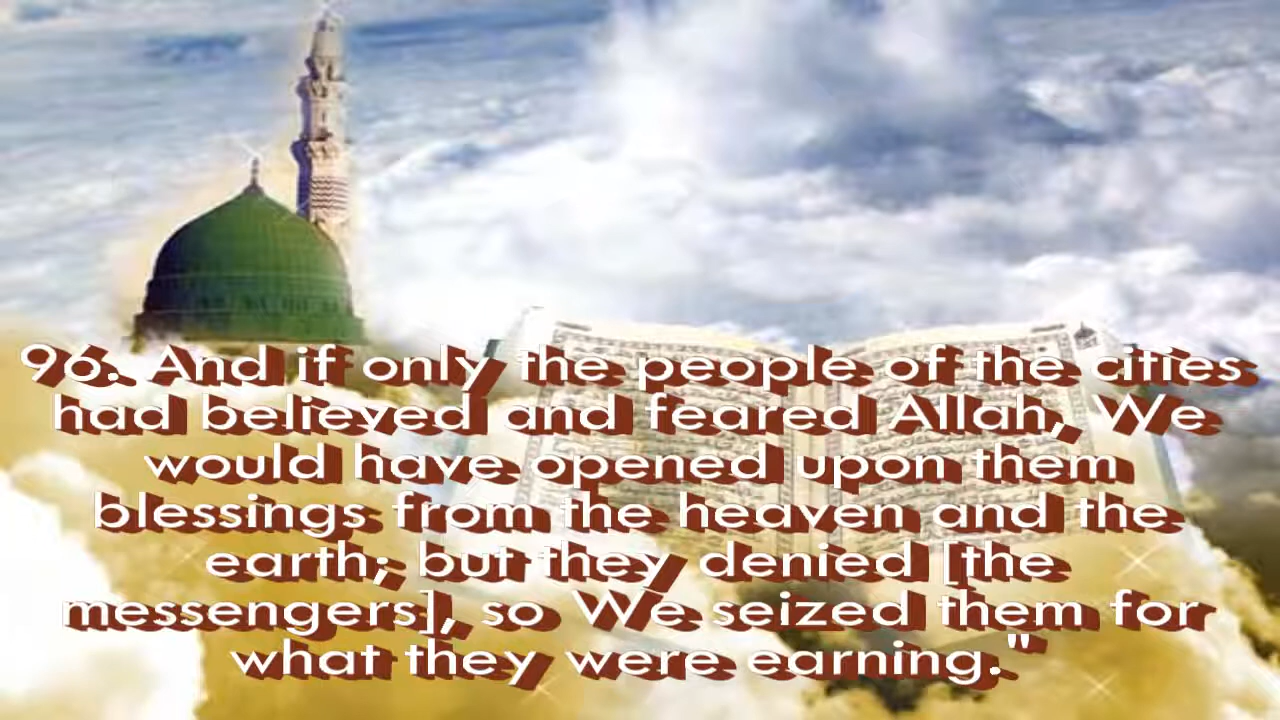 96. And if only the people of the cities
had believed and feared Allah, We
would have opened upon them
blessings from the heaven and the
earth; but they denied [the
messengers], so We seized them for
what they were earning."